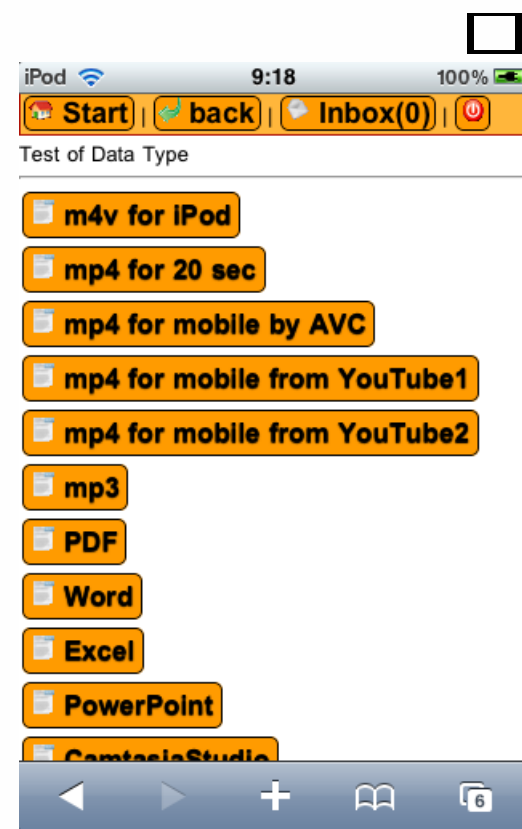 iPod 9:18 100%
Start | back | Inbox(0) |
Test of Data Type
m4v for iPod
mp4 for 20 sec
mp4 for mobile by AVC
mp4 for mobile from YouTube1
mp4 for mobile from YouTube2
mp3
PDF
Word
Excel
PowerPoint
CamtasiaStudio
6